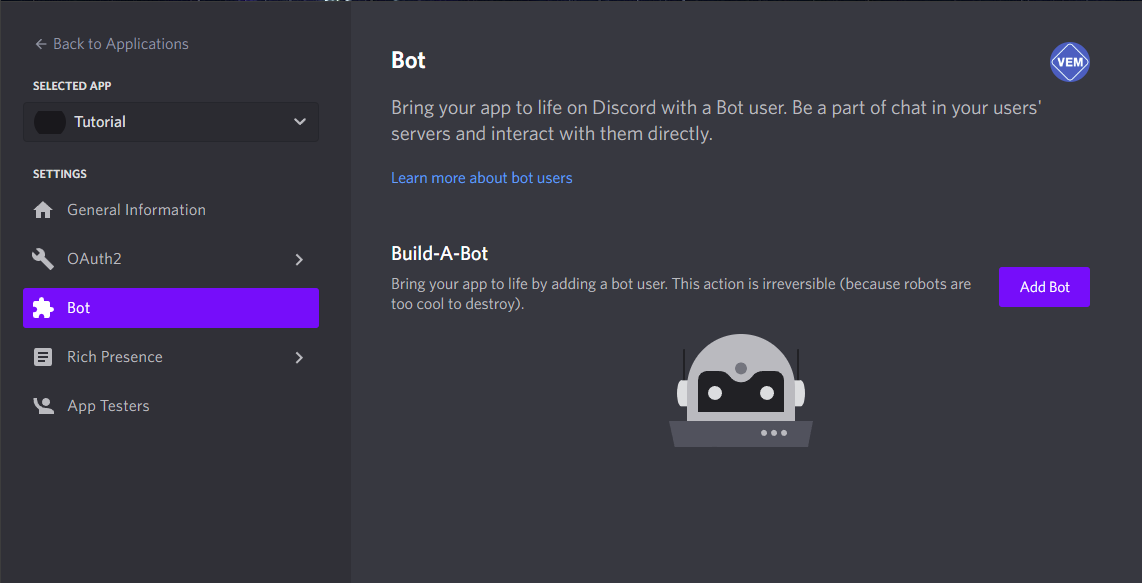 Back to Applications
SELECTED APP
Tutorial
SETTINGS
General Information
OAuth2
Bot
Rich Presence
App Testers
Bot
VEM
Bring your app to life on Discord with a Bot user. Be a part of chat in your users'
servers and interact with them directly.
Learn more about bot users
Build-A-Bot
Bring your app to life by adding a bot user. This action is irreversible (because robots are
too cool to destroy).
Add Bot